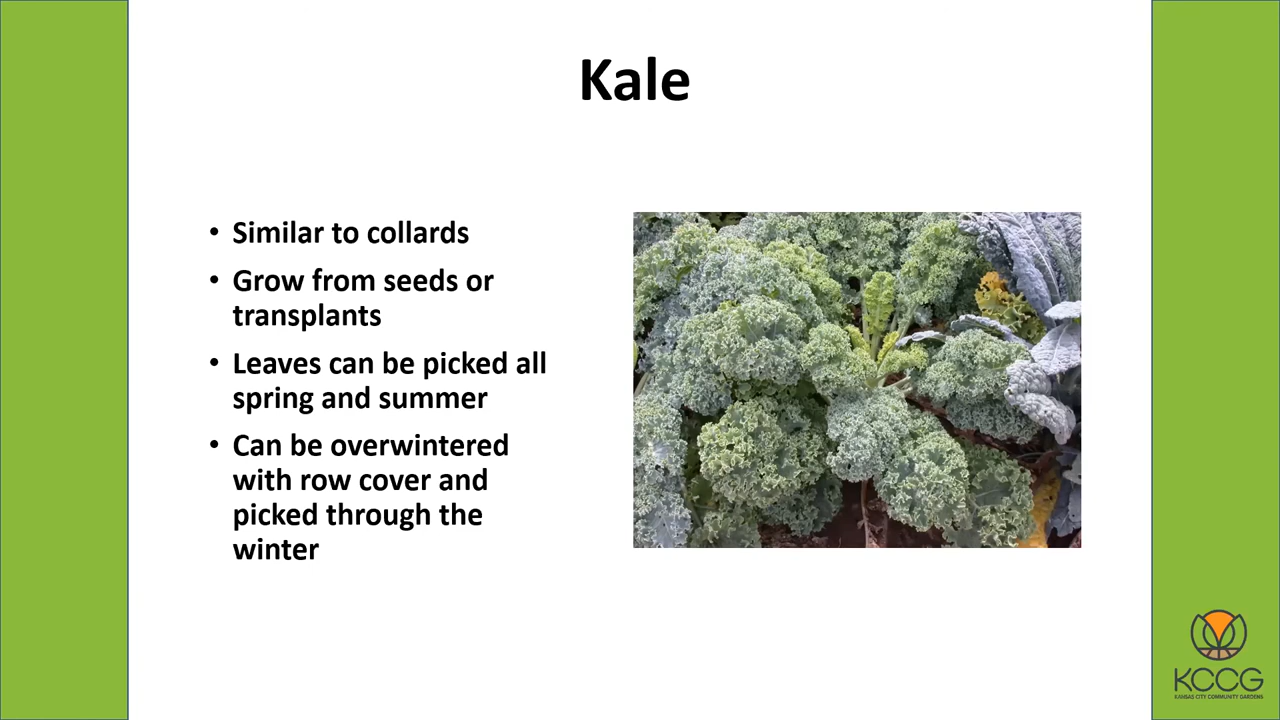 Kale
• Similar to collards
• Grow from seeds or
transplants
• Leaves can be picked all
spring and summer
• Can be overwintered
with row cover and
picked through the
winter
KCCG
KANSAS CITY COMMUNITY GARDENS